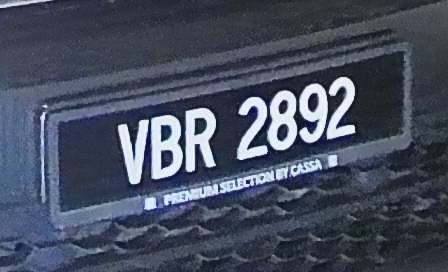 VBR 2892
PREMIUM SELECTION BY CASSA